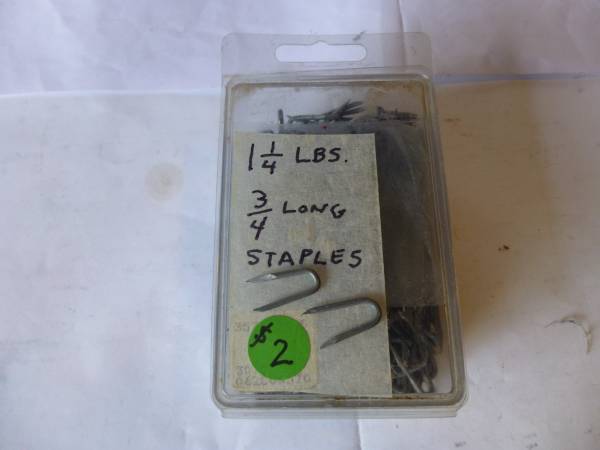 1 1/4 LBS.
3/4 LONG
STAPLES
$2